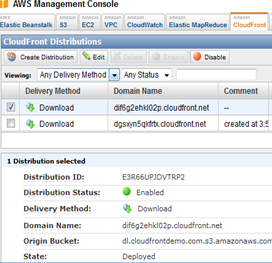 AWS Management Console
Elastic Beanstalk
Amazon S3
Amazon EC2
Amazon VPC
Amazon CloudWatch
Amazon Elastic MapReduce
Amazon CloudFront
CloudFront Distributions
Create Distribution Edit Delete Enable Disable
Viewing: Any Delivery Method Any Status
Delivery Method Domain Name Comment
Download dif6g2ehkl02p.cloudfront.net --
Download dgsxyn5qkfrtx.cloudfront.net created at 3:5
1 Distribution selected
Distribution ID: E3R66UPJDVTRP2
Distribution Status: Enabled
Delivery Method: Download
Domain Name: dif6g2ehkl02p.cloudfront.net
Origin Bucket: dl.cloudfrontdemo.com.s3.amazonaws.com
State: Deployed